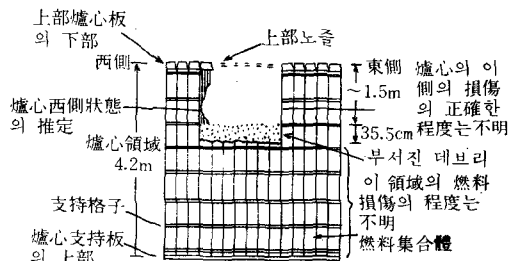 上部爐心板
의 下部
西側
上部노즐
爐心西側狀態
의 推定
爐心領域
4.2m
支持格子
爐心支持板
의 上部
東側
~1.5m
35.5cm
爐心의 이
側의 損傷
의 正確한
程度는不明
부서진 데브리
이 領域의 燃料
損傷의 程度는
不明
燃料集合體